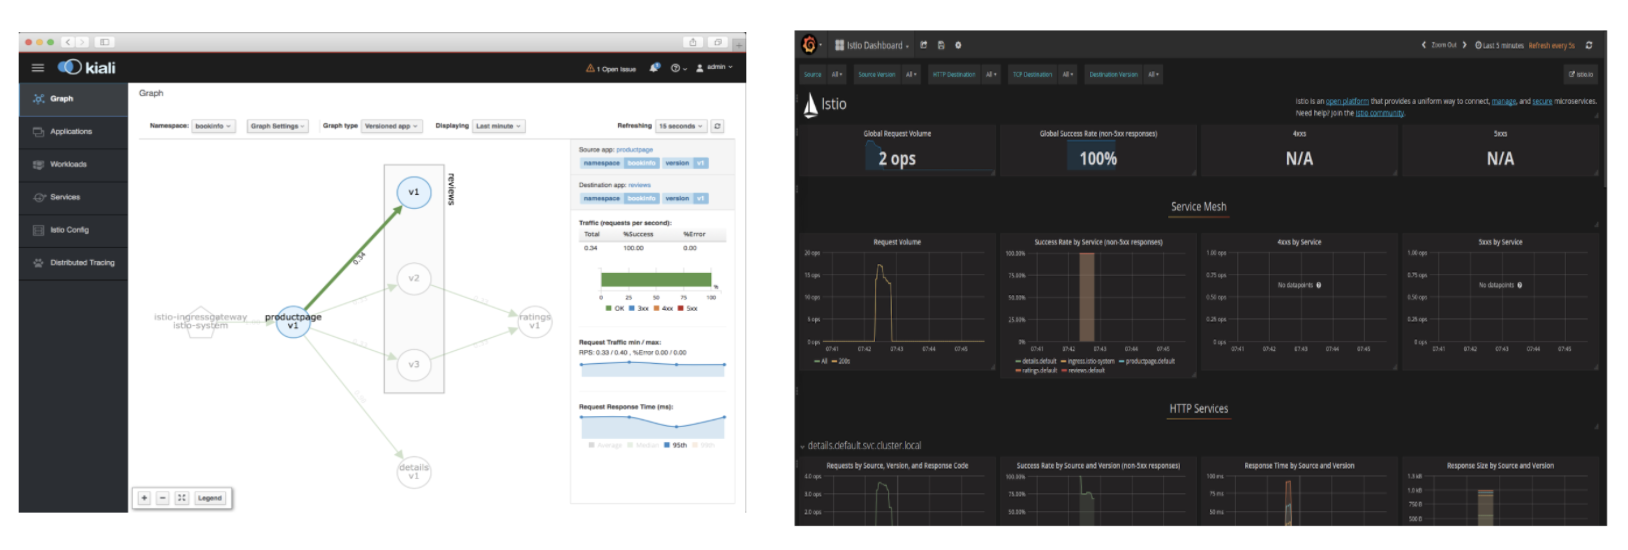 kiali
1 Open Issue
admin
Graph
Applications
Workloads
Services
Istio Config
Distributed Tracing
Graph
Namespace: bookinfo Graph Settings Graph type Versioned app Displaying Last minute Refreshing 15 seconds
reviews
v1
0.34
v2
v3
istio-ingressgateway
istio-system
productpage
v1
ratings
v1
details
v1
Legend
Source app: productpage
namespace bookinfo version v1
Destination app: reviews
namespace bookinfo version v1
Traffic (requests per second):
Total %Success %Error
0.34 100.00 0.00
%
0 25 50 75 100
OK 3xx 4xx 5xx
Request Traffic min / max:
RPS: 0.33 / 0.40 , %Error 0.00 / 0.00
Request Response Time (ms):
Average Median 95th 99th
Istio Dashboard
Zoom Out Last 5 minutes Refresh every 5s
Source All Source Version All HTTP Destination All TCP Destination All Destination Version All istio.io
Istio
Istio is an open platform that provides a uniform way to connect, manage, and secure microservices.
Need help? Join the Istio community.
Global Request Volume
2 ops
Global Success Rate (non-5xx responses)
100%
4xxs
N/A
5xxs
N/A
Service Mesh
Request Volume
20 ops
15 ops
10 ops
5 ops
0 ops
07:41 07:42 07:43 07:44 07:45
All 200s
Success Rate by Service (non-5xx responses)
100.00%
75.00%
50.00%
25.00%
0%
07:41 07:42 07:43 07:44 07:45
details.default ingress.istio-system productpage.default
ratings.default reviews.default
4xxs by Service
1.00 ops
0.75 ops
No datapoints
0.50 ops
0.25 ops
0 ops
07:41 07:42 07:43 07:44 07:45
5xxs by Service
1.00 ops
0.75 ops
No datapoints
0.50 ops
0.25 ops
0 ops
07:41 07:42 07:43 07:44 07:45
HTTP Services
details.default.svc.cluster.local
Requests by Source, Version, and Response Code
4.0 ops
3.0 ops
2.0 ops
Success Rate by Source and Version (non-5xx responses)
100.00%
75.00%
50.00%
Response Time by Source and Version
100 ms
75 ms
50 ms
Response Size by Source and Version
1.3 kB
1.0 kB
750 B
500 B